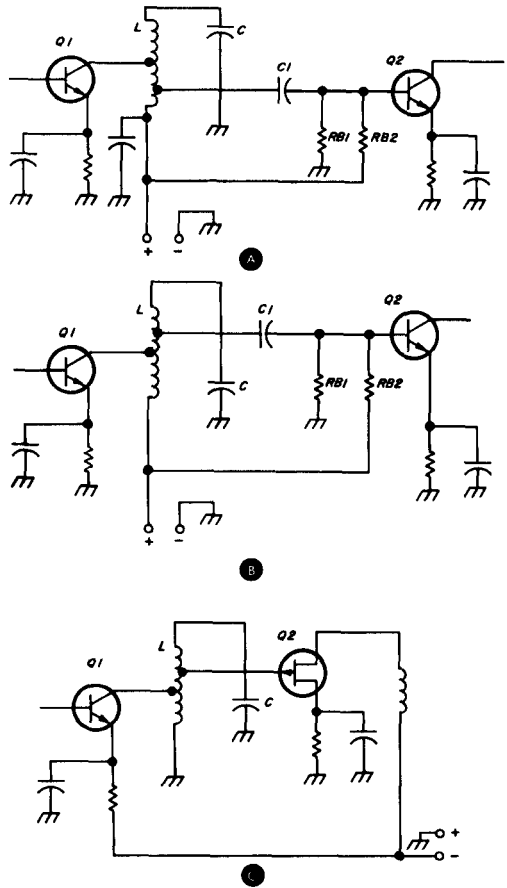 Q1 L C C1 Q2
RB1 RB2
+ −
A
Q1 L C1 Q2
C RB1 RB2
+ −
B
Q1 L C Q2
+
−
C